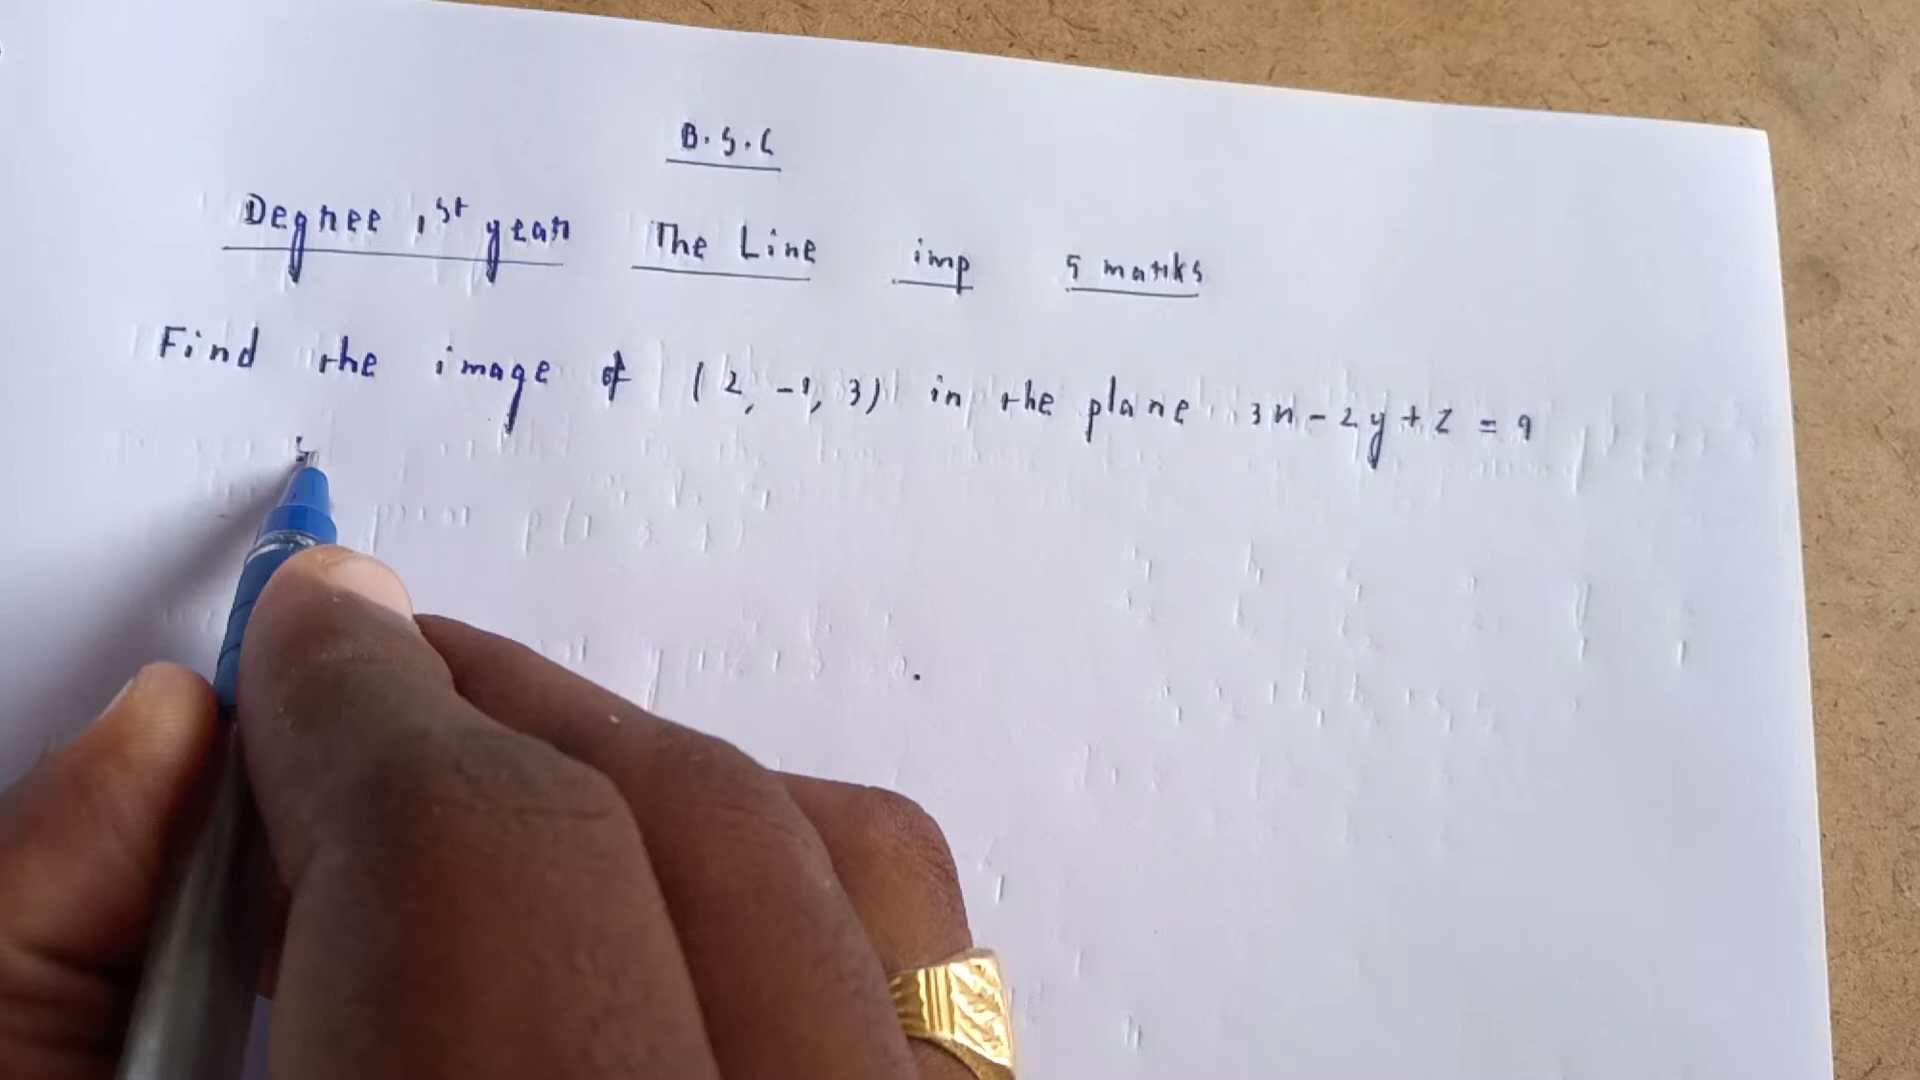 B.S.C
Degree 1st year The Line imp 5 marks
Find the image of (2, -1, 3) in the plane 3x - 2y + z = 9
S